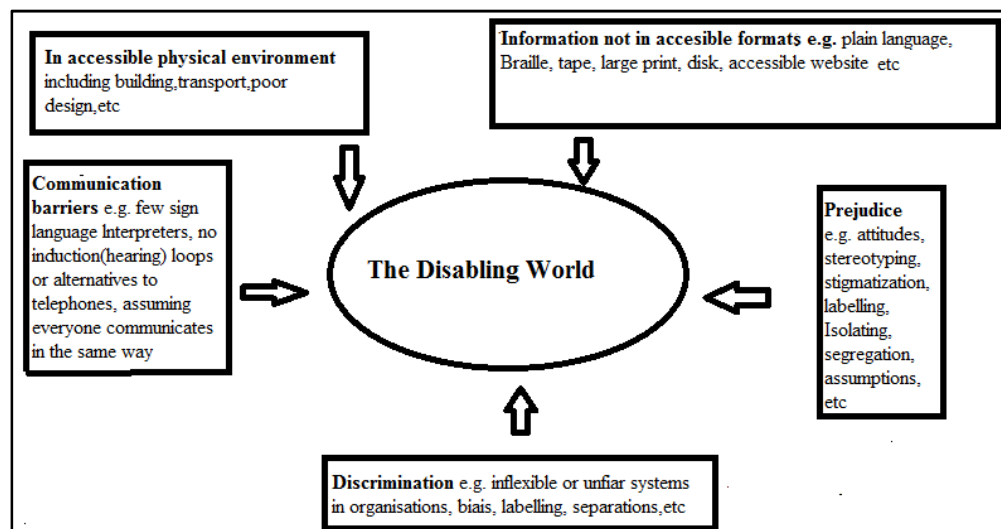 In accessible physical environment
including building,transport,poor
design,etc
Information not in accesible formats e.g. plain language,
Braille, tape, large print, disk, accessible website etc
Communication
barriers e.g. few sign
language Interpreters, no
induction(hearing) loops
or alternatives to
telephones, assuming
everyone communicates
in the same way
The Disabling World
Prejudice
e.g. attitudes,
stereotyping,
stigmatization,
labelling,
Isolating,
segregation,
assumptions,
etc
Discrimination e.g. inflexible or unfiar systems
in organisations, biais, labelling, separations,etc